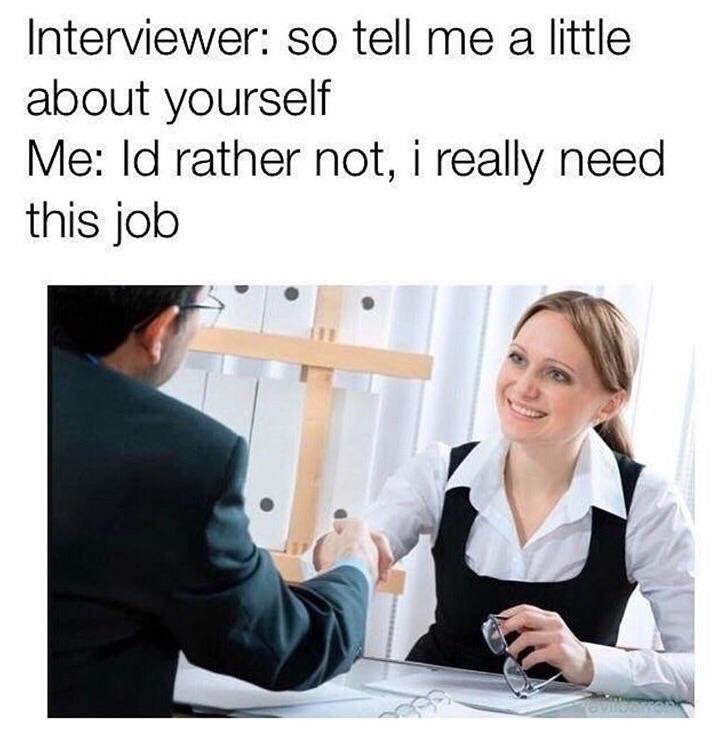 Interviewer: so tell me a little
about yourself
Me: Id rather not, i really need
this job